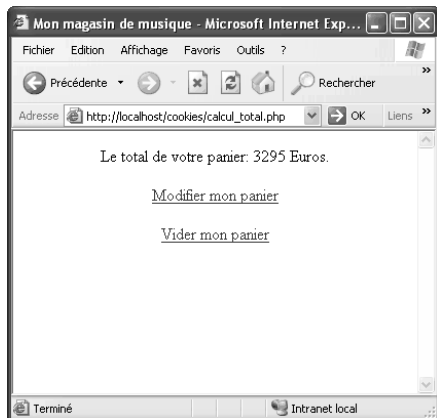 Mon magasin de musique - Microsoft Internet Exp...
Fichier Edition Affichage Favoris Outils ?
Précédente Rechercher »
Adresse http://localhost/cookies/calcul_total.php OK Liens »
Le total de votre panier: 3295 Euros.
Modifier mon panier
Vider mon panier
Terminé Intranet local